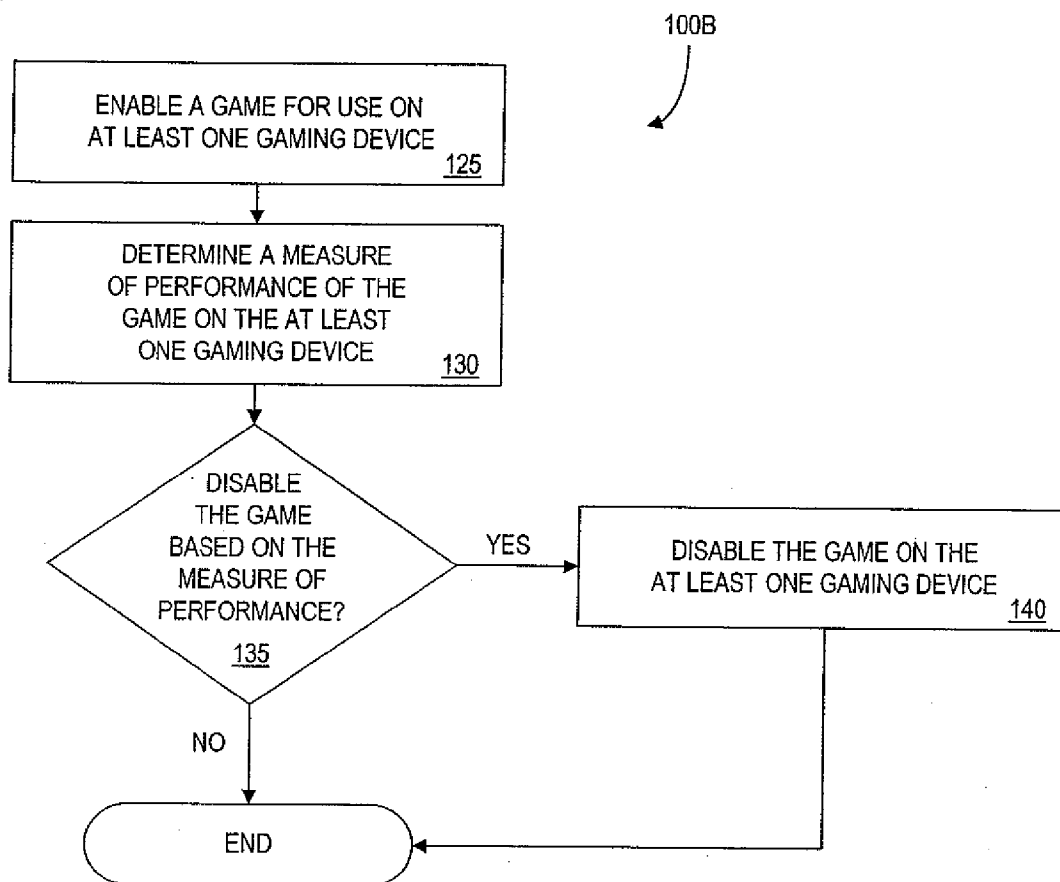 100B
ENABLE A GAME FOR USE ON
AT LEAST ONE GAMING DEVICE
125
DETERMINE A MEASURE
OF PERFORMANCE OF THE
GAME ON THE AT LEAST
ONE GAMING DEVICE
130
DISABLE
THE GAME
BASED ON THE
MEASURE OF
PERFORMANCE?
135
YES
DISABLE THE GAME ON THE
AT LEAST ONE GAMING DEVICE
140
NO
END